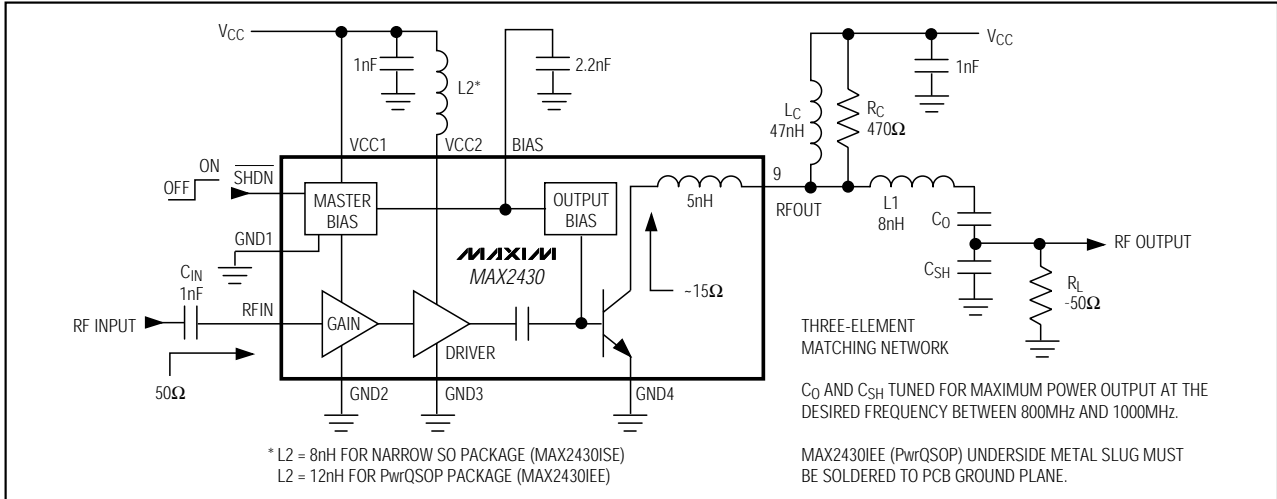 VCC
1nF
L2*
2.2nF
VCC
1nF
LC
47nH
RC
470Ω
VCC1
VCC2
BIAS
ON
OFF
SHDN
MASTER
BIAS
OUTPUT
BIAS
5nH
9
RFOUT
L1
8nH
CO
RF OUTPUT
GND1
MAXIM
MAX2430
CSH
~15Ω
RL
-50Ω
CIN
1nF
RF INPUT
RFIN
GAIN
DRIVER
50Ω
GND2
GND3
GND4
THREE-ELEMENT
MATCHING NETWORK
CO AND CSH TUNED FOR MAXIMUM POWER OUTPUT AT THE
DESIRED FREQUENCY BETWEEN 800MHz AND 1000MHz.
* L2 = 8nH FOR NARROW SO PACKAGE (MAX2430ISE)
L2 = 12nH FOR PwrQSOP PACKAGE (MAX2430IEE)
MAX2430IEE (PwrQSOP) UNDERSIDE METAL SLUG MUST
BE SOLDERED TO PCB GROUND PLANE.